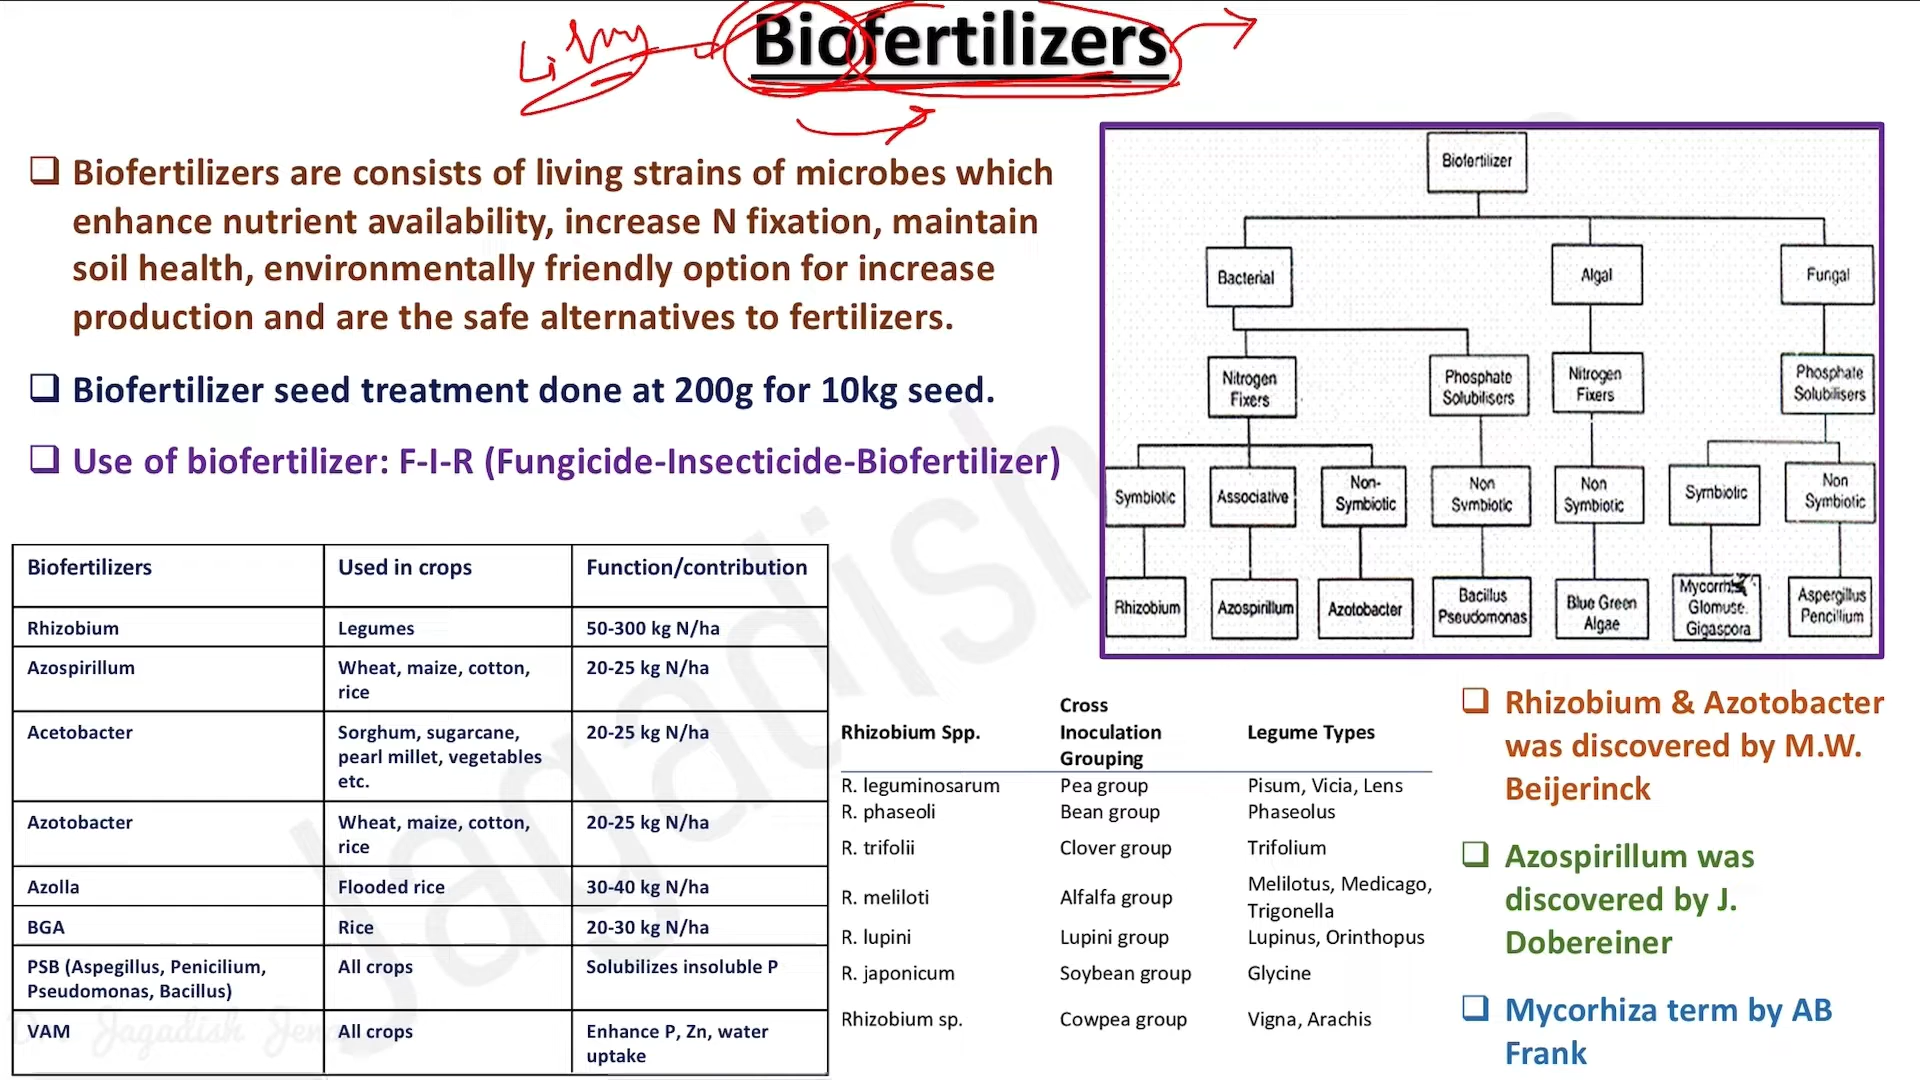 Living
Biofertilizers
❑ Biofertilizers are consists of living strains of microbes which
enhance nutrient availability, increase N fixation, maintain
soil health, environmentally friendly option for increase
production and are the safe alternatives to fertilizers.
❑ Biofertilizer seed treatment done at 200g for 10kg seed.
❑ Use of biofertilizer: F-I-R (Fungicide-Insecticide-Biofertilizer)
Biofertilizer
Bacterial
Algal
Fungal
Nitrogen
Fixers
Phosphate
Solubilisers
Nitrogen
Fixers
Phosphate
Solubilisers
Symbiotic
Associative
Non-
Symbiotic
Non
Symbiotic
Non
Symbiotic
Symbiotic
Non
Symbiotic
Rhizobium
Azospirillum
Azotobacter
Bacillus
Pseudomonas
Blue Green
Algae
Glomuse.
Gigaspora
Aspergillus
Pencillium
Biofertilizers Used in crops Function/contribution
Rhizobium Legumes 50-300 kg N/ha
Azospirillum Wheat, maize, cotton, 20-25 kg N/ha
rice
Acetobacter Sorghum, sugarcane, 20-25 kg N/ha
pearl millet, vegetables
etc.
Azotobacter Wheat, maize, cotton, 20-25 kg N/ha
rice
Azolla Flooded rice 30-40 kg N/ha
BGA Rice 20-30 kg N/ha
PSB (Aspegillus, Penicilium, All crops Solubilizes insoluble P
Pseudomonas, Bacillus)
VAM All crops Enhance P, Zn, water
uptake
Cross
Rhizobium Spp. Inoculation Legume Types
Grouping
R. leguminosarum Pea group Pisum, Vicia, Lens
R. phaseoli Bean group Phaseolus
R. trifolii Clover group Trifolium
Melilotus, Medicago,
R. meliloti Alfalfa group
Trigonella
R. lupini Lupini group Lupinus, Orinthopus
R. japonicum Soybean group Glycine
Rhizobium sp. Cowpea group Vigna, Arachis
❑ Rhizobium & Azotobacter
was discovered by M.W.
Beijerinck
❑ Azospirillum was
discovered by J.
Dobereiner
❑ Mycorhiza term by AB
Frank
Jagadish
Jagadish